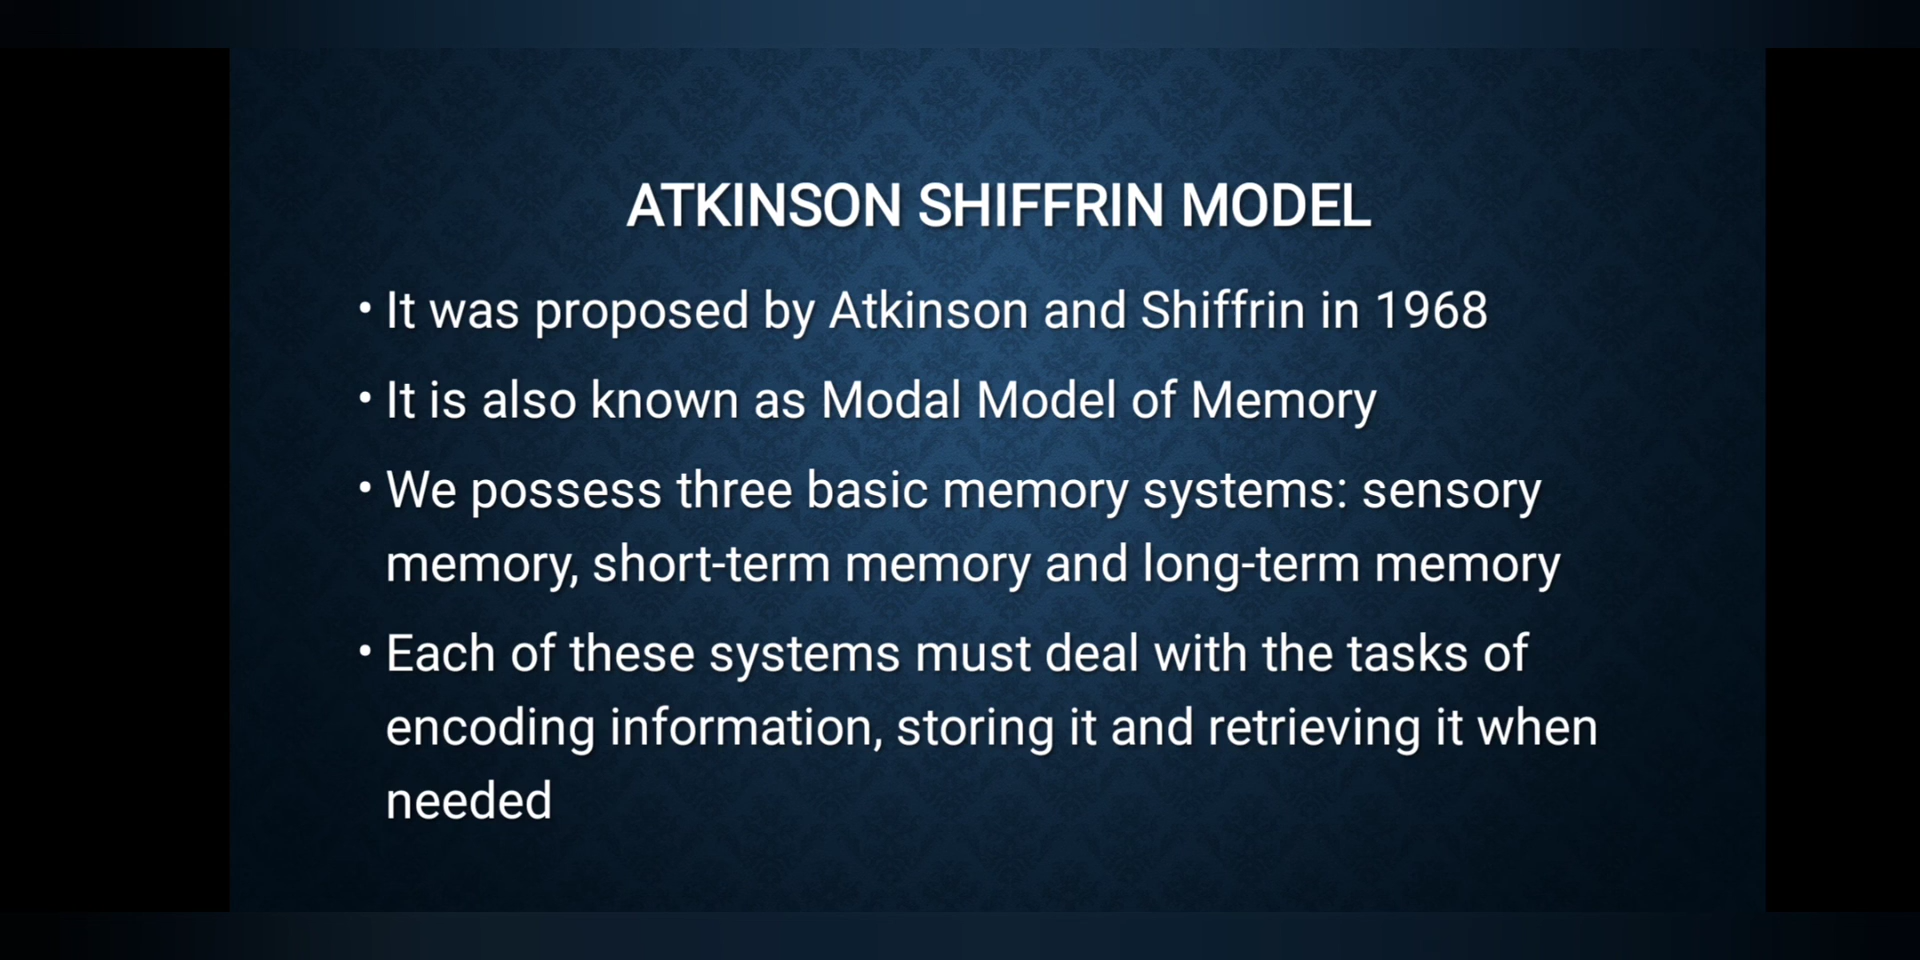 ATKINSON SHIFFRIN MODEL
• It was proposed by Atkinson and Shiffrin in 1968
• It is also known as Modal Model of Memory
• We possess three basic memory systems: sensory
memory, short-term memory and long-term memory
• Each of these systems must deal with the tasks of
encoding information, storing it and retrieving it when
needed